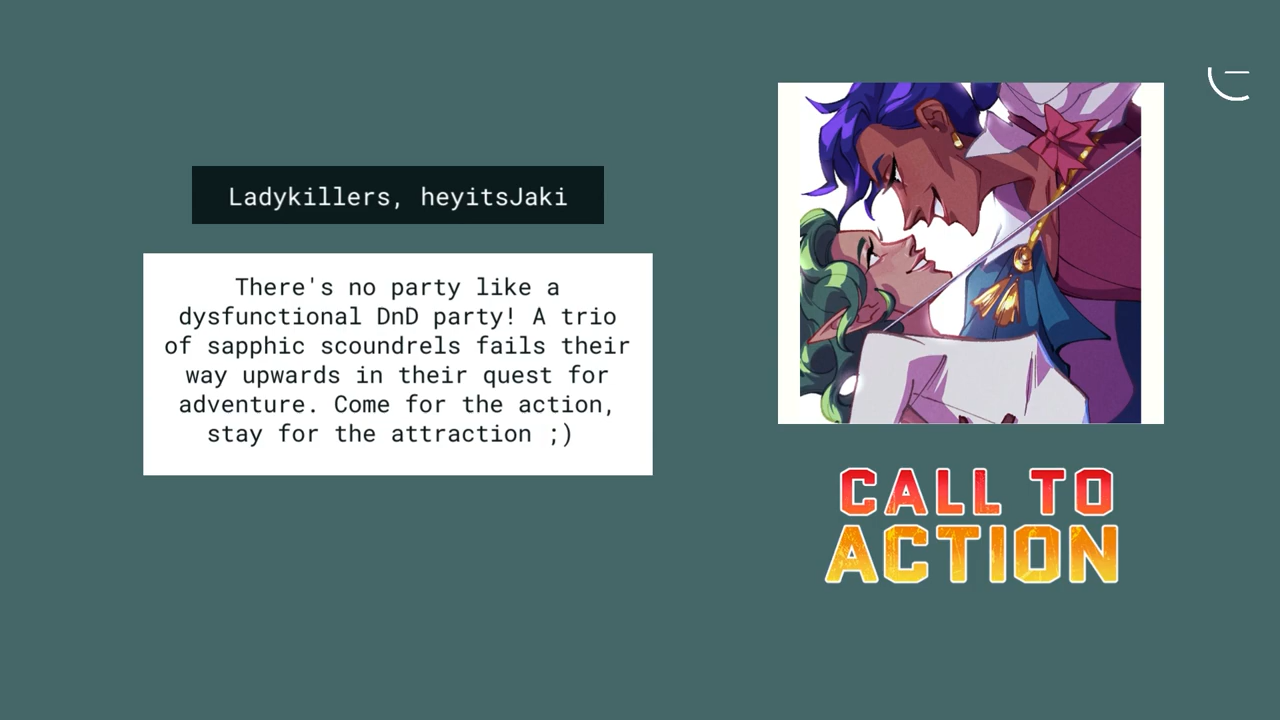 Ladykillers, heyitsJaki
There's no party like a
dysfunctional DnD party! A trio
of sapphic scoundrels fails their
way upwards in their quest for
adventure. Come for the action,
stay for the attraction ;)
CALL TO
ACTION